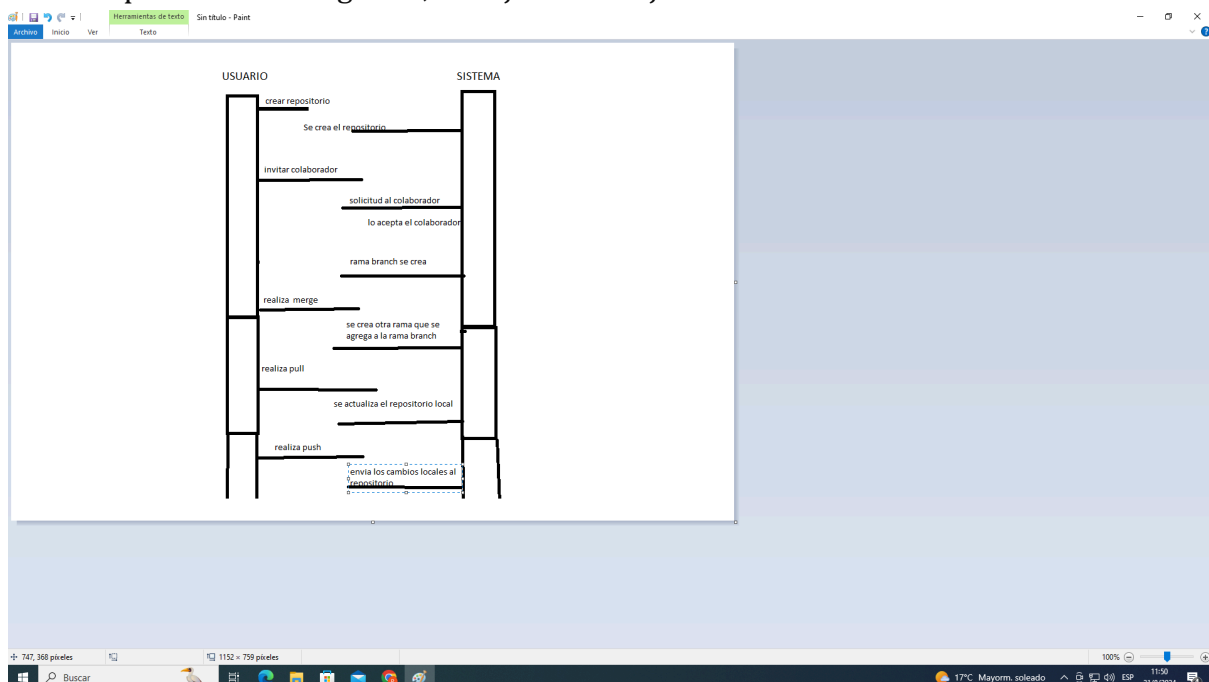 Herramientas de texto
Sin título - Paint
Archivo Inicio Ver Texto
USUARIO SISTEMA
crear repositorio
Se crea el repositorio
invitar colaborador
solicitud al colaborador
lo acepta el colaborador
rama branch se crea
realiza merge
se crea otra rama que se
agrega a la rama branch
realiza pull
se actualiza el repositorio local
realiza push
envia los cambios locales al
repositorio
747, 368 píxeles 1152 × 759 píxeles 100%
Buscar 17°C Mayorm. soleado ESP 11:50